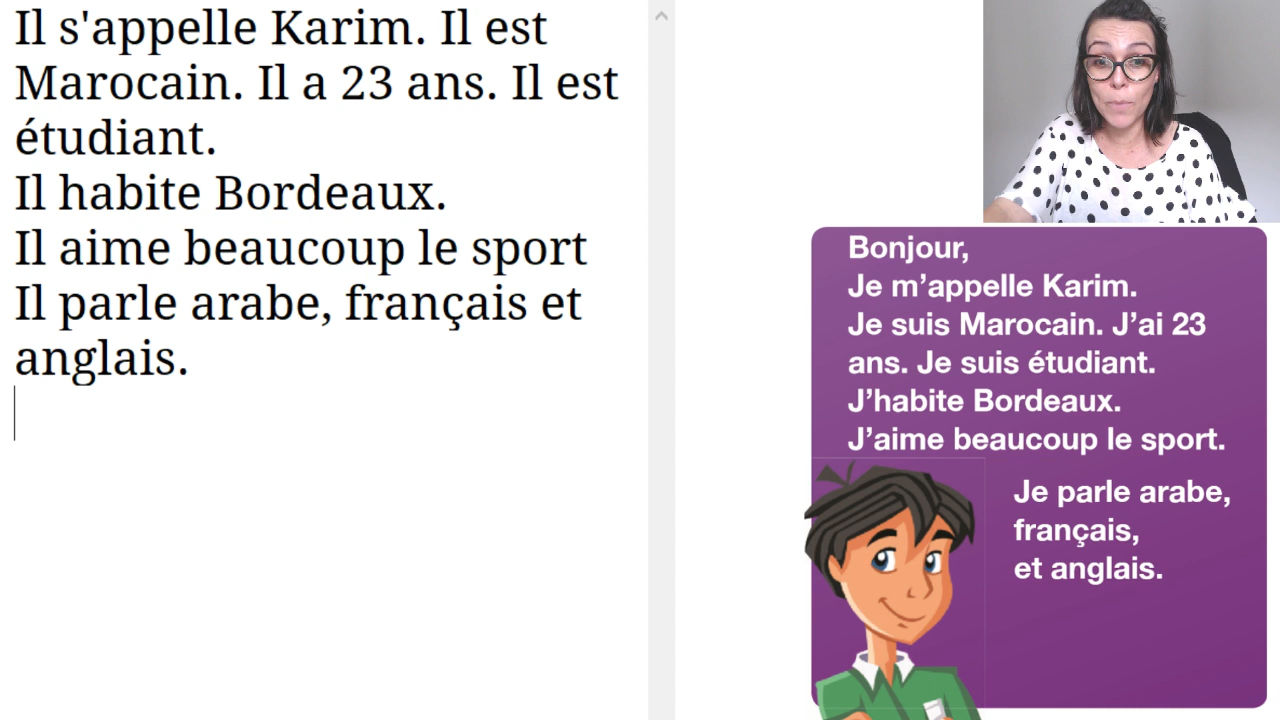 Il s'appelle Karim. Il est
Marocain. Il a 23 ans. Il est
étudiant.
Il habite Bordeaux.
Il aime beaucoup le sport
Il parle arabe, français et
anglais.
Bonjour,
Je m’appelle Karim.
Je suis Marocain. J’ai 23
ans. Je suis étudiant.
J’habite Bordeaux.
J’aime beaucoup le sport.
Je parle arabe,
français,
et anglais.